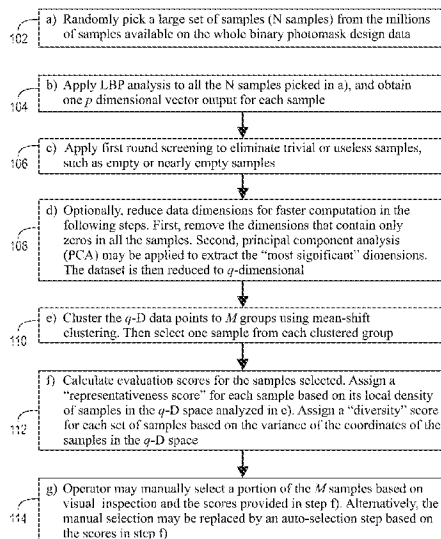 a) Randomly pick a large set of samples (N samples) from the millions
of samples available on the whole binary photomask design data
102
b) Apply LBP analysis to all the N samples picked in a), and obtain
one p dimensional vector output for each sample
104
c) Apply first round screening to eliminate trivial or useless samples,
such as empty or nearly empty samples
106
d) Optionally, reduce data dimensions for faster computation in the
following steps. First, remove the dimensions that contain only
zeros in all the samples. Second, principal component analysis
(PCA) may be applied to extract the "most significant" dimensions.
The dataset is then reduced to q-dimensional
108
e) Cluster the q-D data points to M groups using mean-shift
clustering. Then select one sample from each clustered group
110
f) Calculate evaluation scores for the samples selected. Assign a
"representativeness score" for each sample based on its local density
of samples in the q-D space analyzed in e). Assign a "diversity" score
for each set of samples based on the variance of the coordinates of the
samples in the q-D space
112
g) Operator may manually select a portion of the M samples based on
visual inspection and the scores provided in step f). Alternatively, the
manual selection may be replaced by an auto-selection step based on
the scores in step f)
114